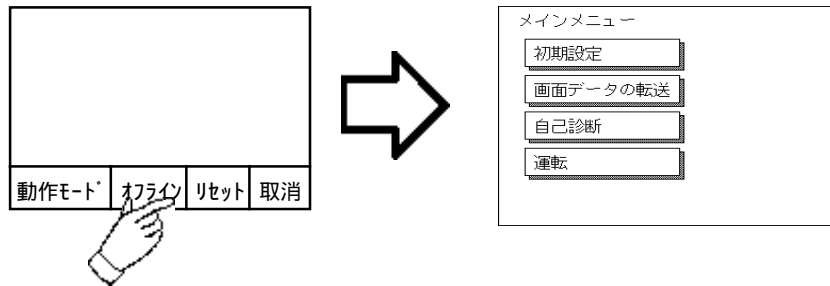 動作ﾓｰﾄﾞ ｵﾌﾗｲﾝ ﾘｾｯﾄ 取消
メインメニュー
初期設定
画面データの転送
自己診断
運転